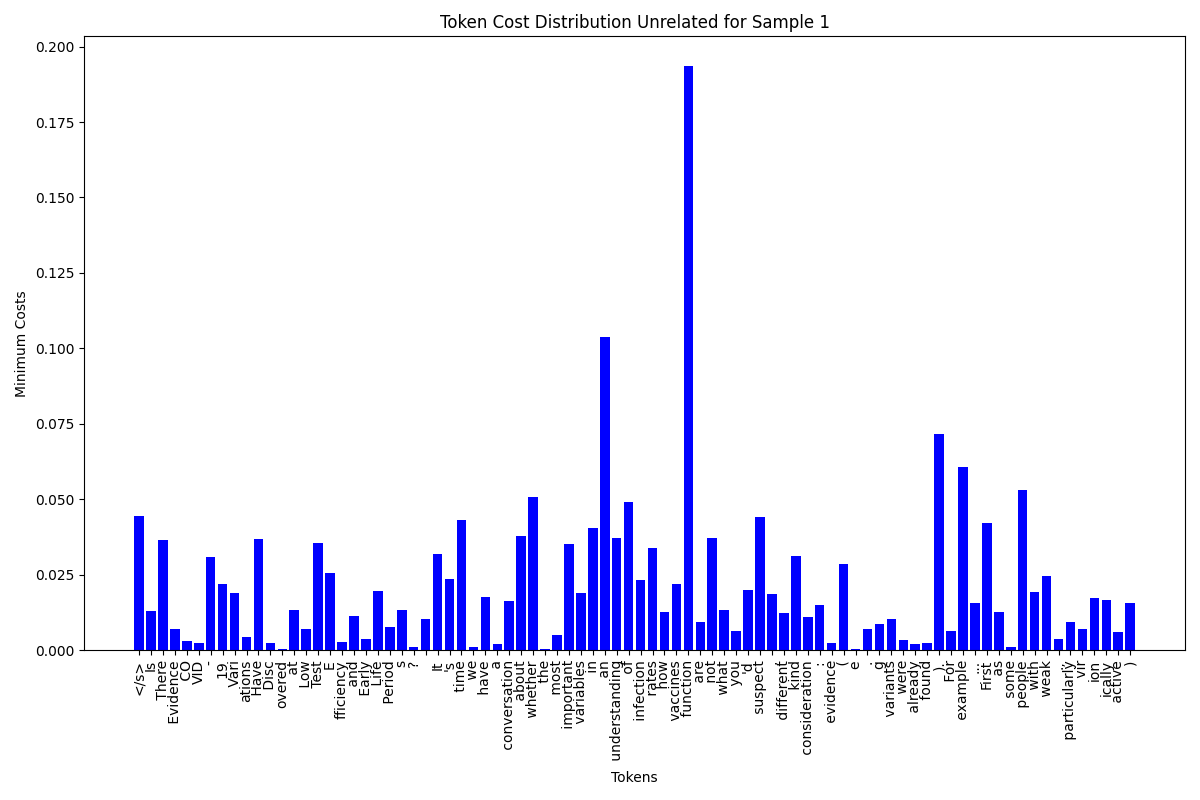 Token Cost Distribution Unrelated for Sample 1
Minimum Costs
0.200
0.175
0.150
0.125
0.100
0.075
0.050
0.025
0.000
</s>
Is
There
Evidence
CO
VID
-
19
Vari
ations
Have
Disc
overed
at
Low
Test
E
fficiency
and
Early
Life
Period
s
?
It
's
time
we
have
a
conversation
about
whether
the
most
important
variables
in
an
understanding
of
infection
rates
how
vaccines
function
are
not
what
you
'd
suspect
.
different
kind
consideration
:
evidence
(
e
.
g
variants
were
already
found
).
For
example
...
First
as
some
people
with
weak
,
particularly
vir
ion
ically
active
)
Tokens